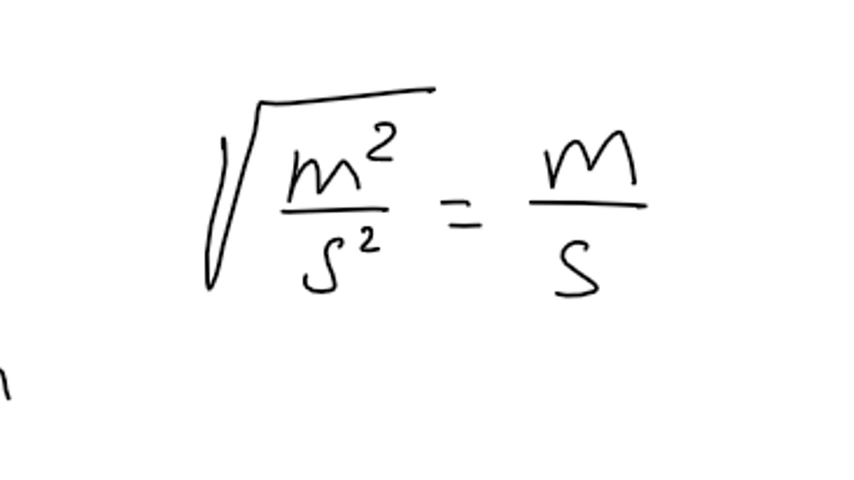 √(m²/s²) = m/s